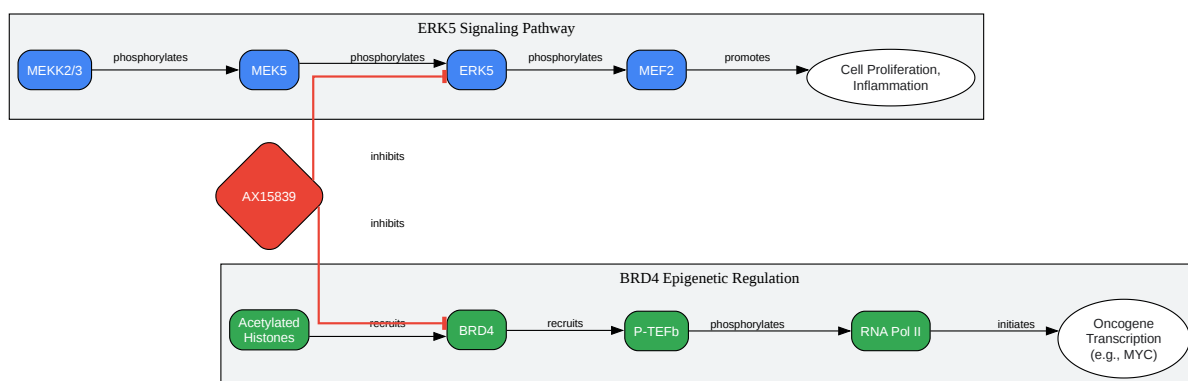 ERK5 Signaling Pathway
MEKK2/3
phosphorylates
MEK5
phosphorylates
ERK5
phosphorylates
MEF2
promotes
Cell Proliferation,
Inflammation
inhibits
AX15839
inhibits
BRD4 Epigenetic Regulation
Acetylated
Histones
recruits
BRD4
recruits
P-TEFb
phosphorylates
RNA Pol II
initiates
Oncogene
Transcription
(e.g., MYC)